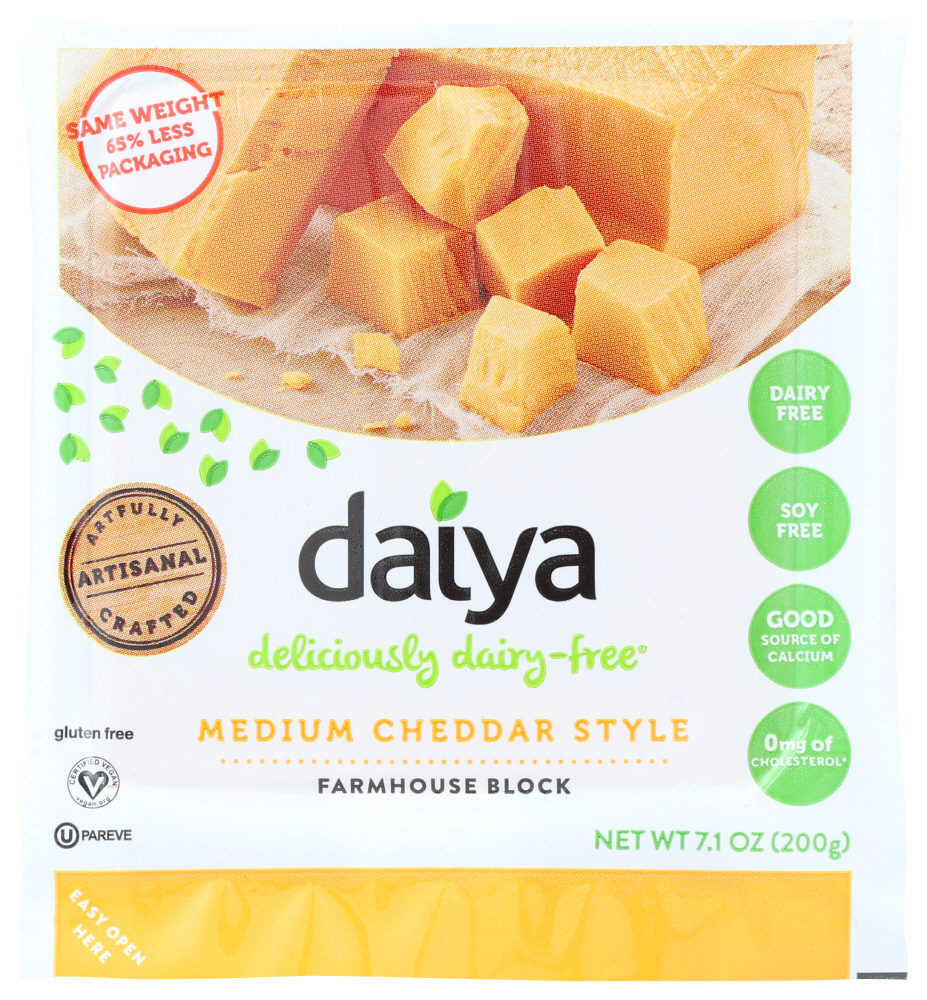 SAME WEIGHT
65% LESS
PACKAGING
DAIRY
FREE
SOY
FREE
GOOD
SOURCE OF
CALCIUM
0mg of
CHOLESTEROL*
ARTFULLY
ARTISANAL
CRAFTED
daiya
deliciously dairy-free®
MEDIUM CHEDDAR STYLE
FARMHOUSE BLOCK
gluten free
CERTIFIED VEGAN
V
vegan.org
U PAREVE
NET WT 7.1 OZ (200g)
EASY OPEN
HERE